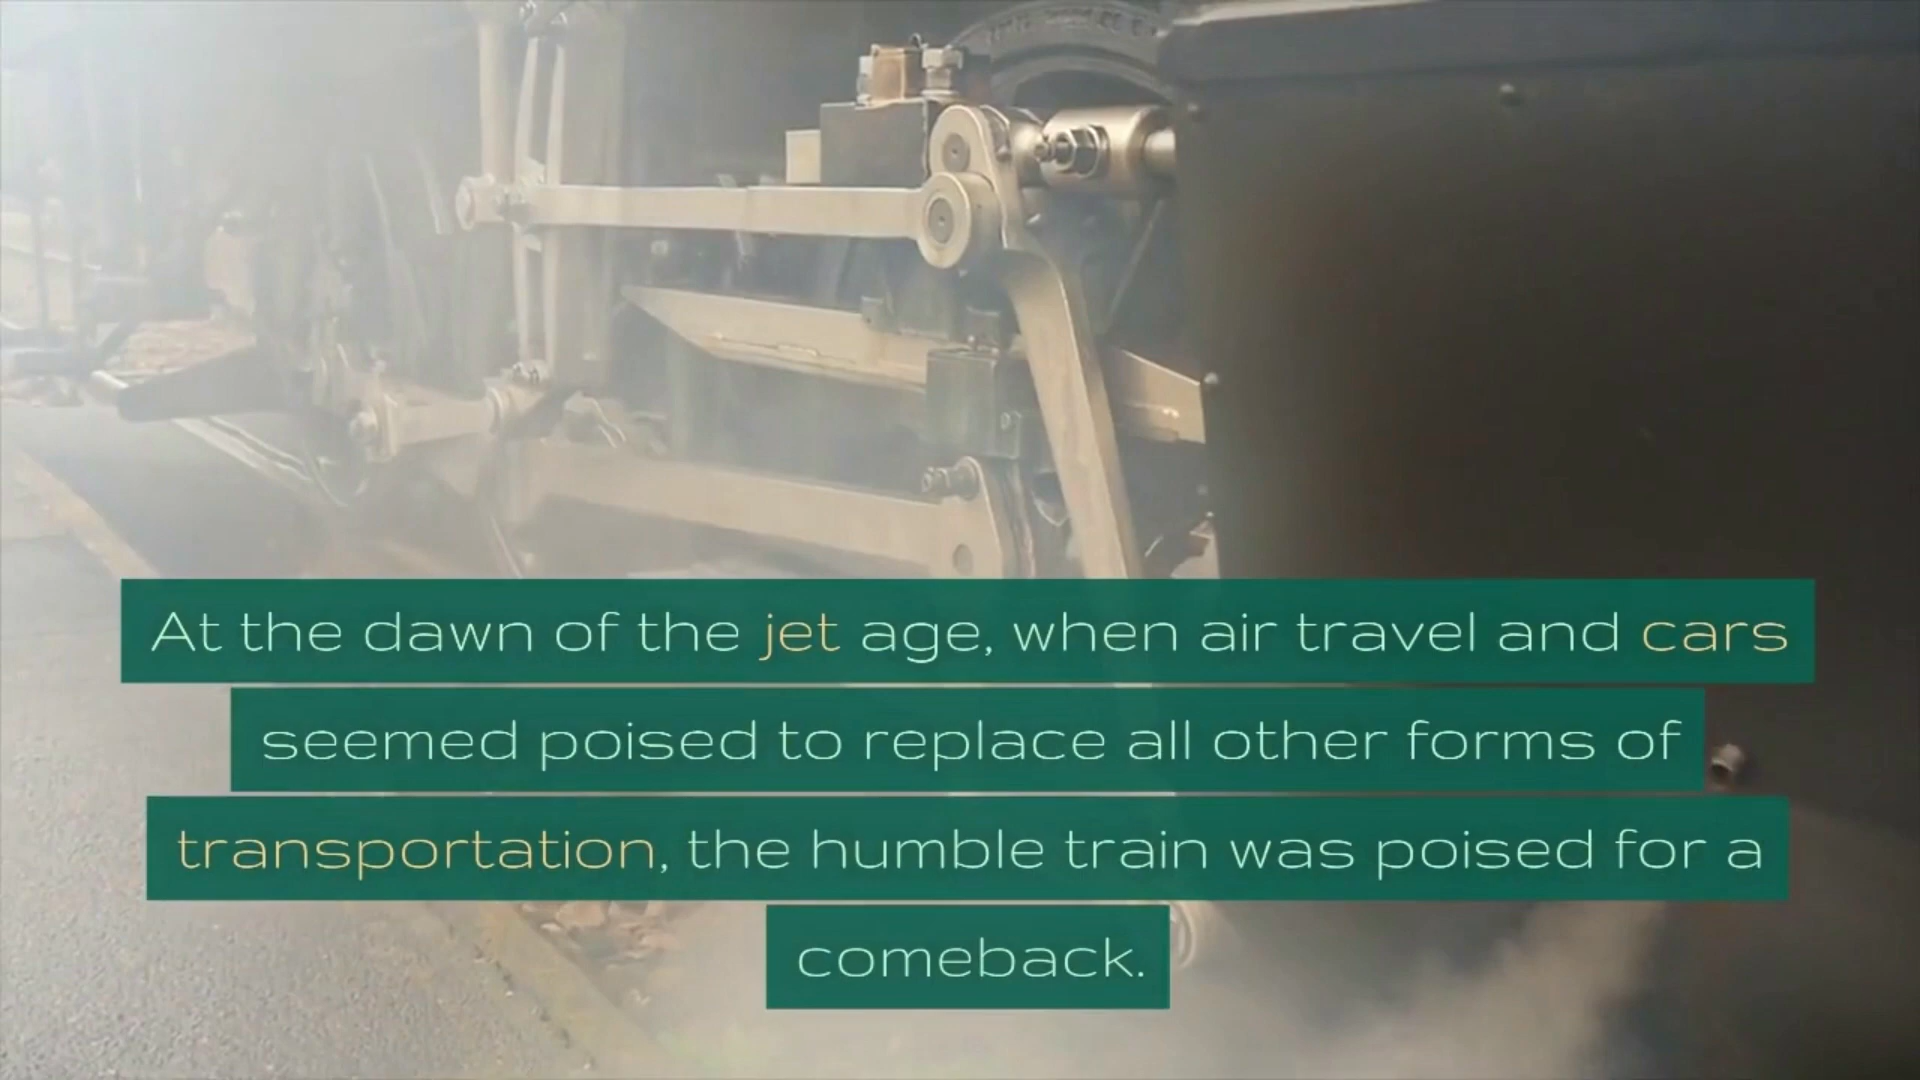 At the dawn of the jet age, when air travel and cars
seemed poised to replace all other forms of
transportation, the humble train was poised for a
comeback.